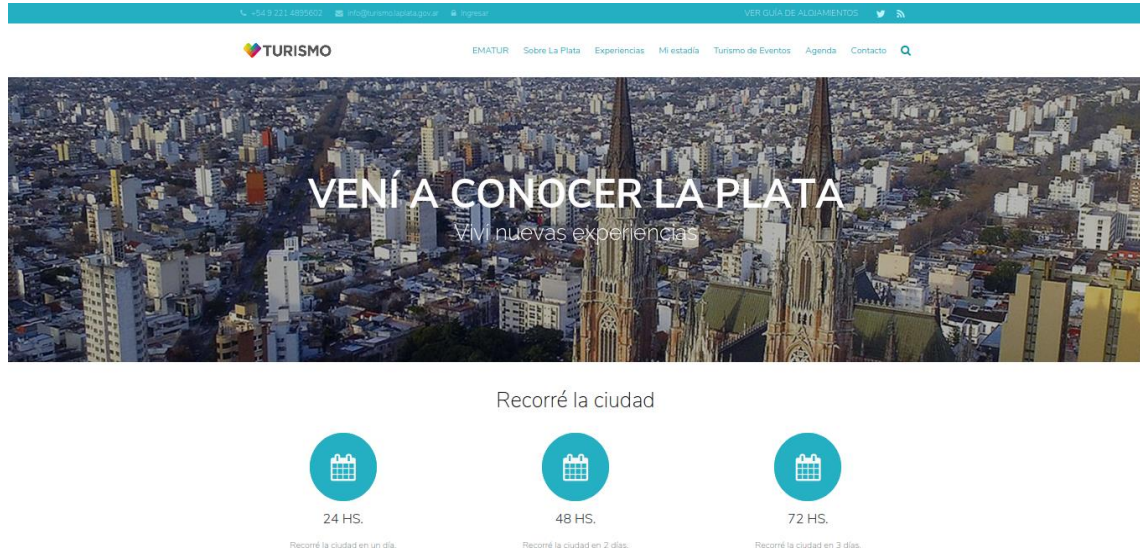 +54 9 221 4895602 info@turismo.laplata.gov.ar Ingresar VER GUÍA DE ALOJAMIENTOS
TURISMO EMATUR Sobre La Plata Experiencias Mi estadía Turismo de Eventos Agenda Contacto
VENÍ A CONOCER LA PLATA
Viví nuevas experiencias
Recorré la ciudad
24 HS. 48 HS. 72 HS.
Recorré la ciudad en un día. Recorré la ciudad en 2 días. Recorré la ciudad en 3 días.